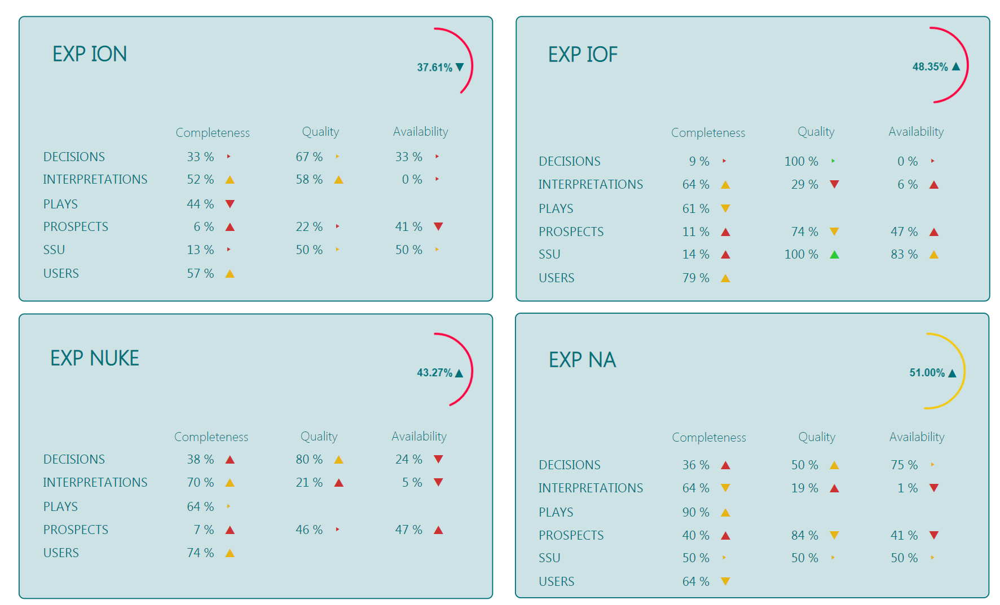 EXP ION
37.61%
Completeness Quality Availability
DECISIONS 33 % 67 % 33 %
INTERPRETATIONS 52 % 58 % 0 %
PLAYS 44 %
PROSPECTS 6 % 22 % 41 %
SSU 13 % 50 % 50 %
USERS 57 %
EXP IOF
48.35%
Completeness Quality Availability
DECISIONS 9 % 100 % 0 %
INTERPRETATIONS 64 % 29 % 6 %
PLAYS 61 %
PROSPECTS 11 % 74 % 47 %
SSU 14 % 100 % 83 %
USERS 79 %
EXP NUKE
43.27%
Completeness Quality Availability
DECISIONS 38 % 80 % 24 %
INTERPRETATIONS 70 % 21 % 5 %
PLAYS 64 %
PROSPECTS 7 % 46 % 47 %
USERS 74 %
EXP NA
51.00%
Completeness Quality Availability
DECISIONS 36 % 50 % 75 %
INTERPRETATIONS 64 % 19 % 1 %
PLAYS 90 %
PROSPECTS 40 % 84 % 41 %
SSU 50 % 50 % 50 %
USERS 64 %